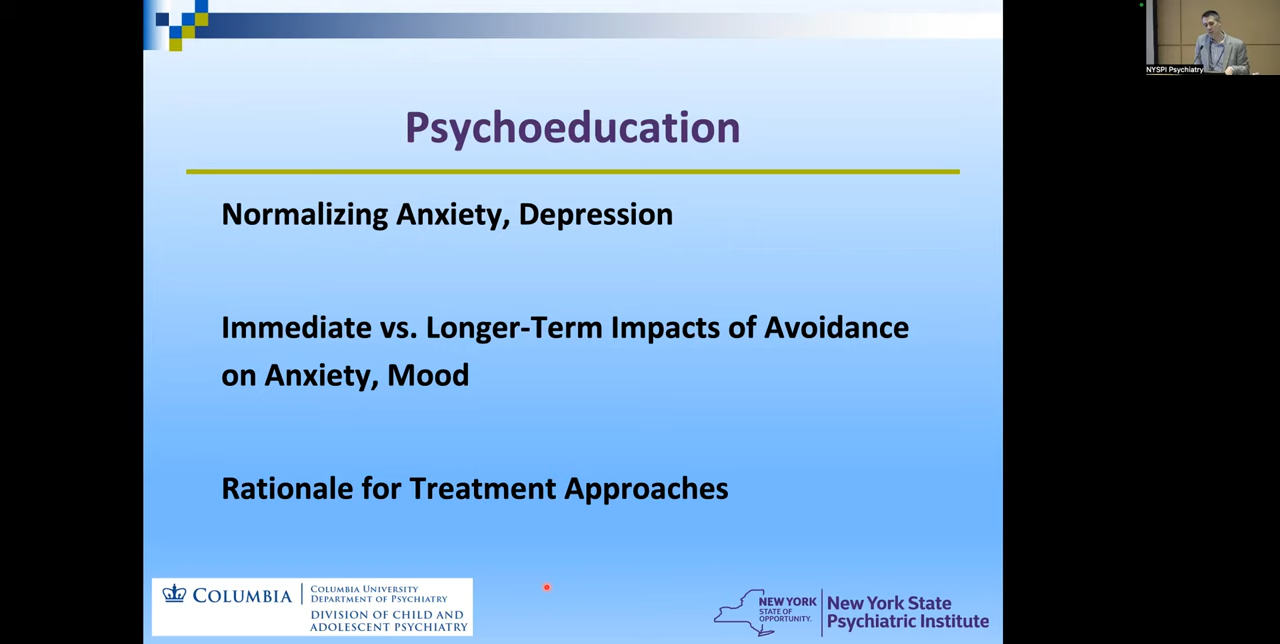 NYSPI Psychiatry
Psychoeducation
Normalizing Anxiety, Depression
Immediate vs. Longer-Term Impacts of Avoidance
on Anxiety, Mood
Rationale for Treatment Approaches
COLUMBIA
COLUMBIA UNIVERSITY
DEPARTMENT OF PSYCHIATRY
DIVISION OF CHILD AND
ADOLESCENT PSYCHIATRY
NEW YORK
STATE OF
OPPORTUNITY.
New York State
Psychiatric Institute